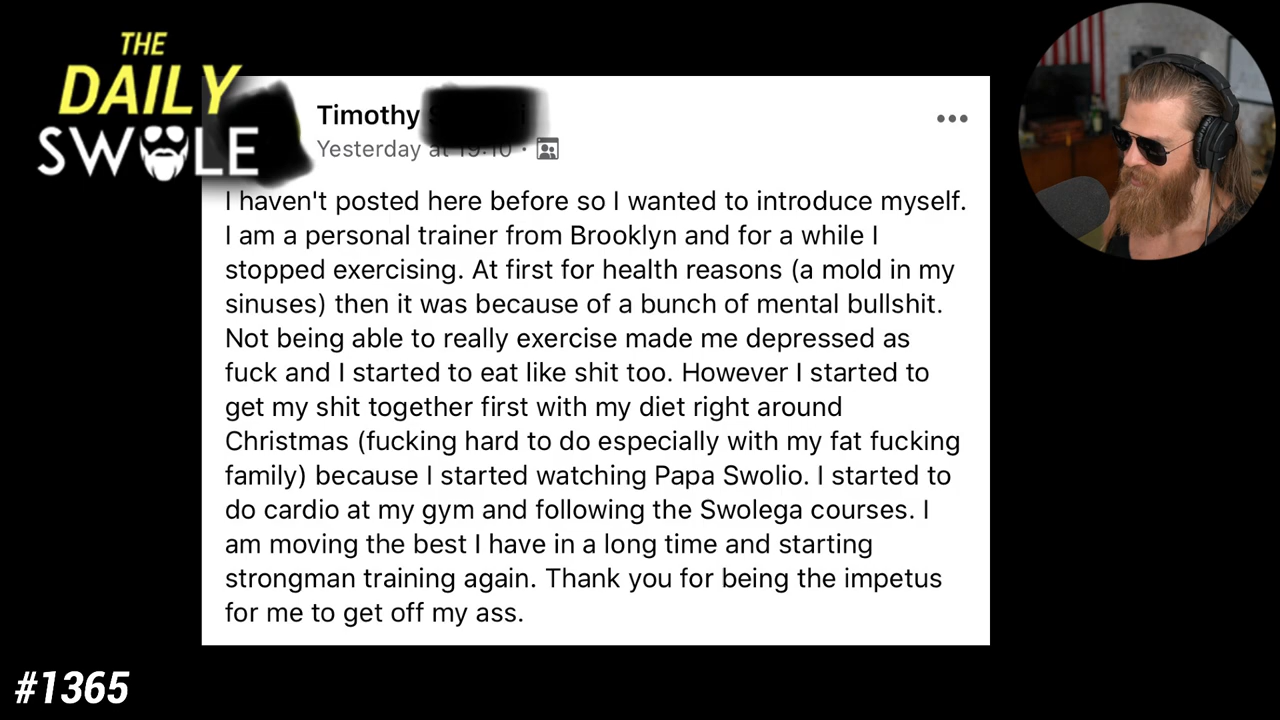 THE
DAILY
SWOLE
Timothy
Yesterday at 19:10 ·
I haven't posted here before so I wanted to introduce myself.
I am a personal trainer from Brooklyn and for a while I
stopped exercising. At first for health reasons (a mold in my
sinuses) then it was because of a bunch of mental bullshit.
Not being able to really exercise made me depressed as
fuck and I started to eat like shit too. However I started to
get my shit together first with my diet right around
Christmas (fucking hard to do especially with my fat fucking
family) because I started watching Papa Swolio. I started to
do cardio at my gym and following the Swolega courses. I
am moving the best I have in a long time and starting
strongman training again. Thank you for being the impetus
for me to get off my ass.
#1365